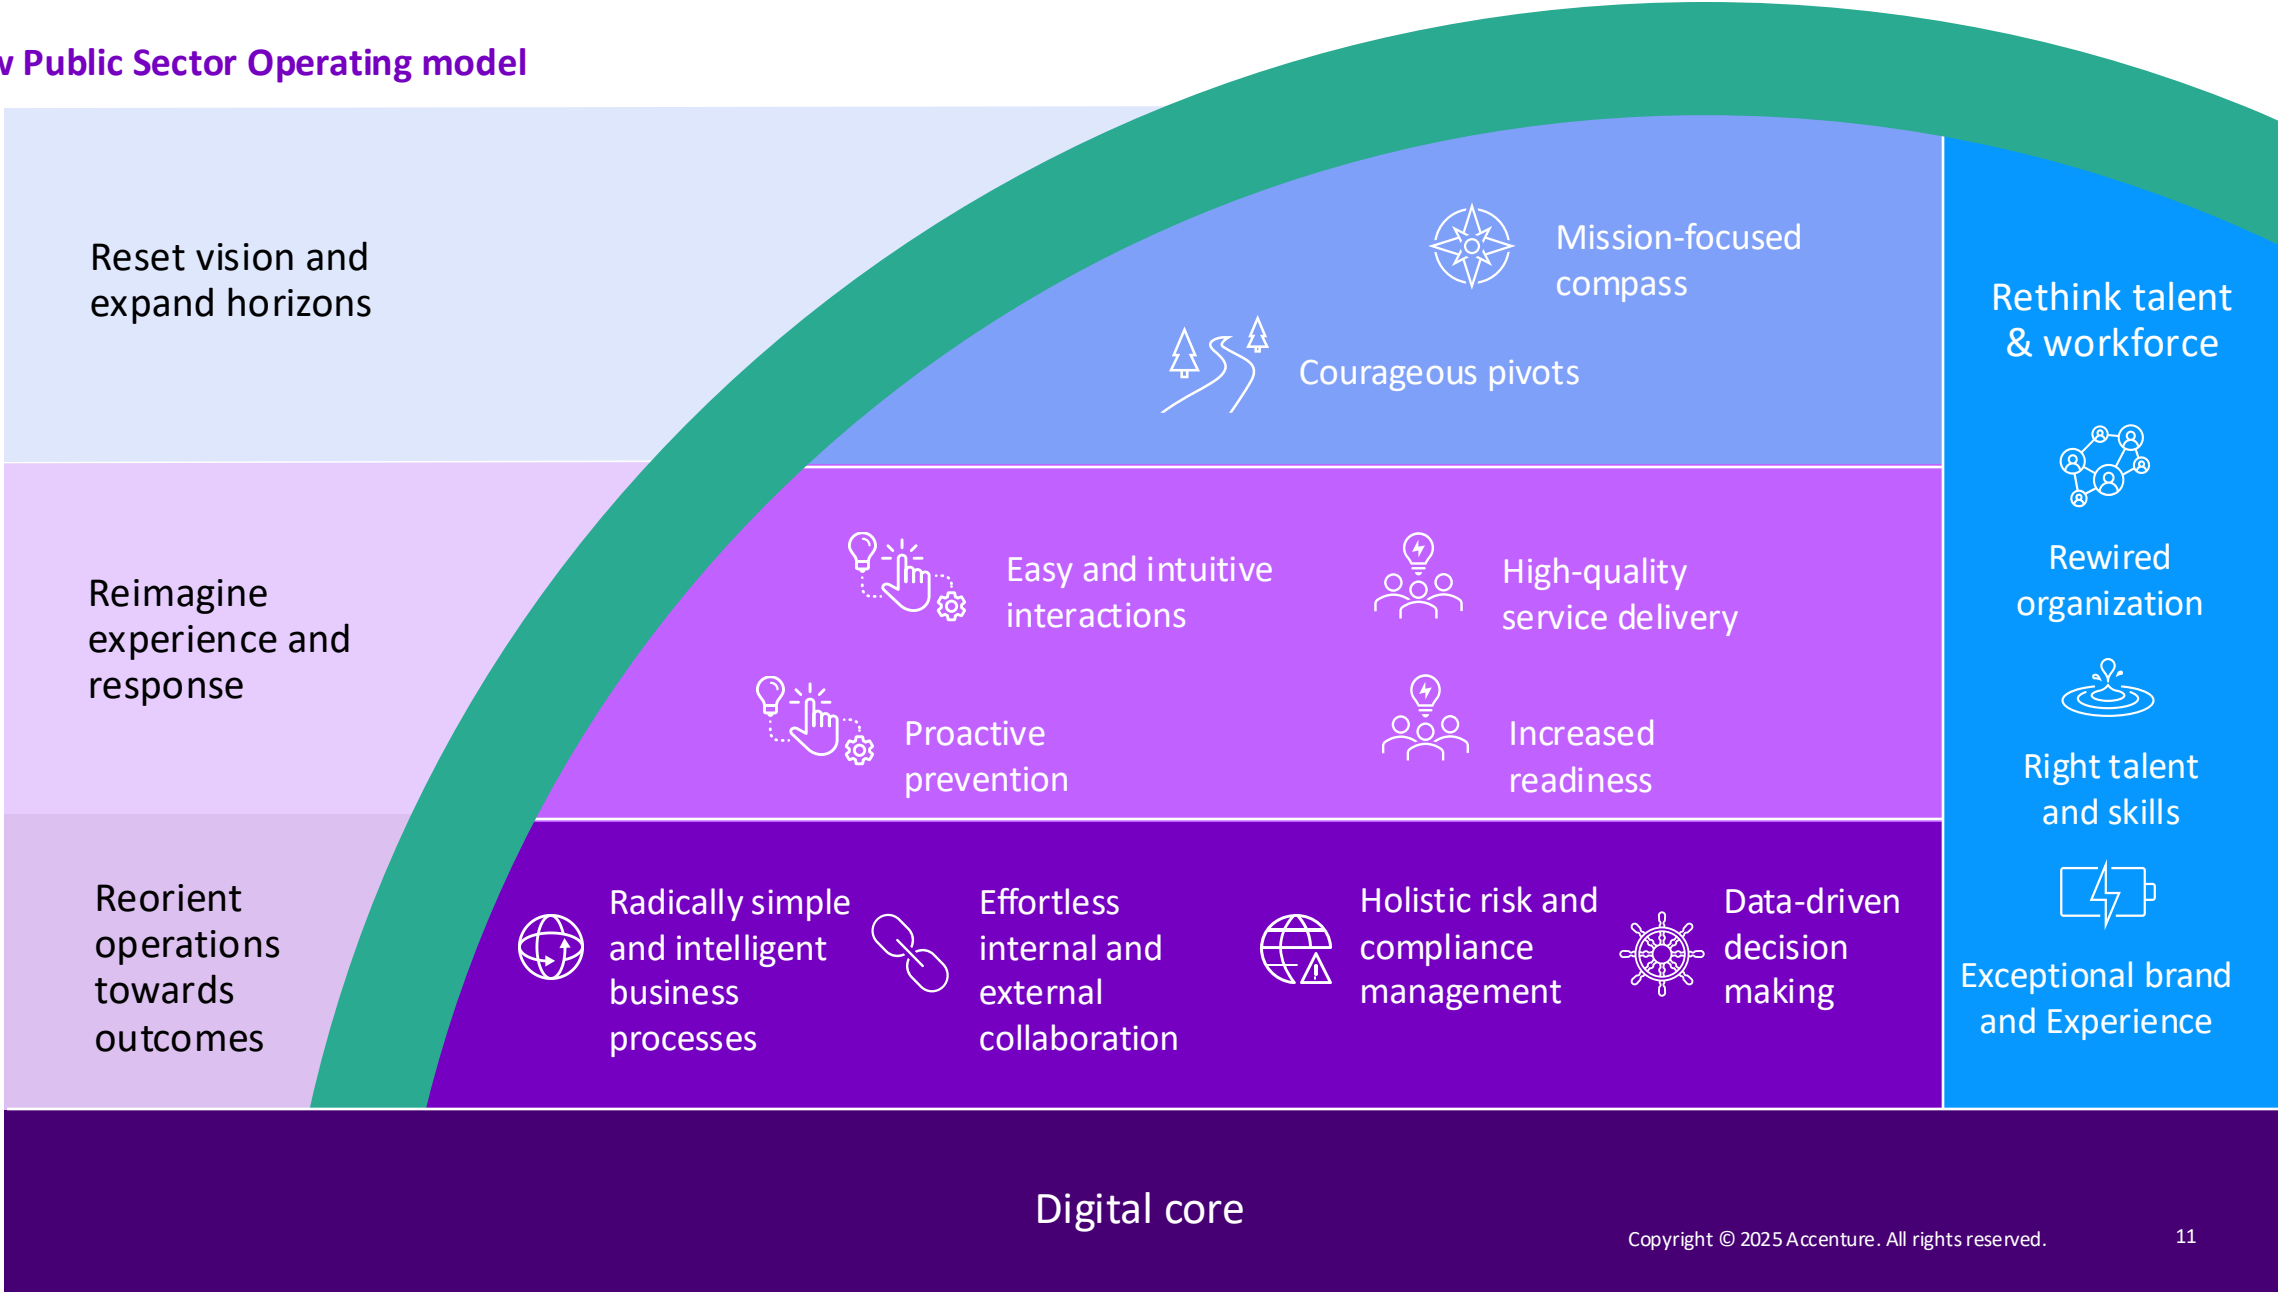 Public Sector Operating model
Reset vision and
expand horizons
Mission-focused
compass
Courageous pivots
Rethink talent
& workforce
Reimagine
experience and
response
Easy and intuitive
interactions
High-quality
service delivery
Proactive
prevention
Increased
readiness
Rewired
organization
Right talent
and skills
Exceptional brand
and Experience
Reorient
operations
towards
outcomes
Radically simple
and intelligent
business
processes
Effortless
internal and
external
collaboration
Holistic risk and
compliance
management
Data-driven
decision
making
Digital core
Copyright © 2025 Accenture. All rights reserved.
11